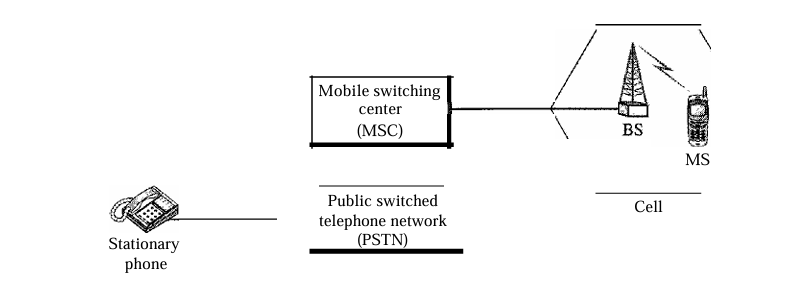 Mobile switching
center
(MSC)
BS
MS
Public switched
telephone network
(PSTN)
Cell
Stationary
phone